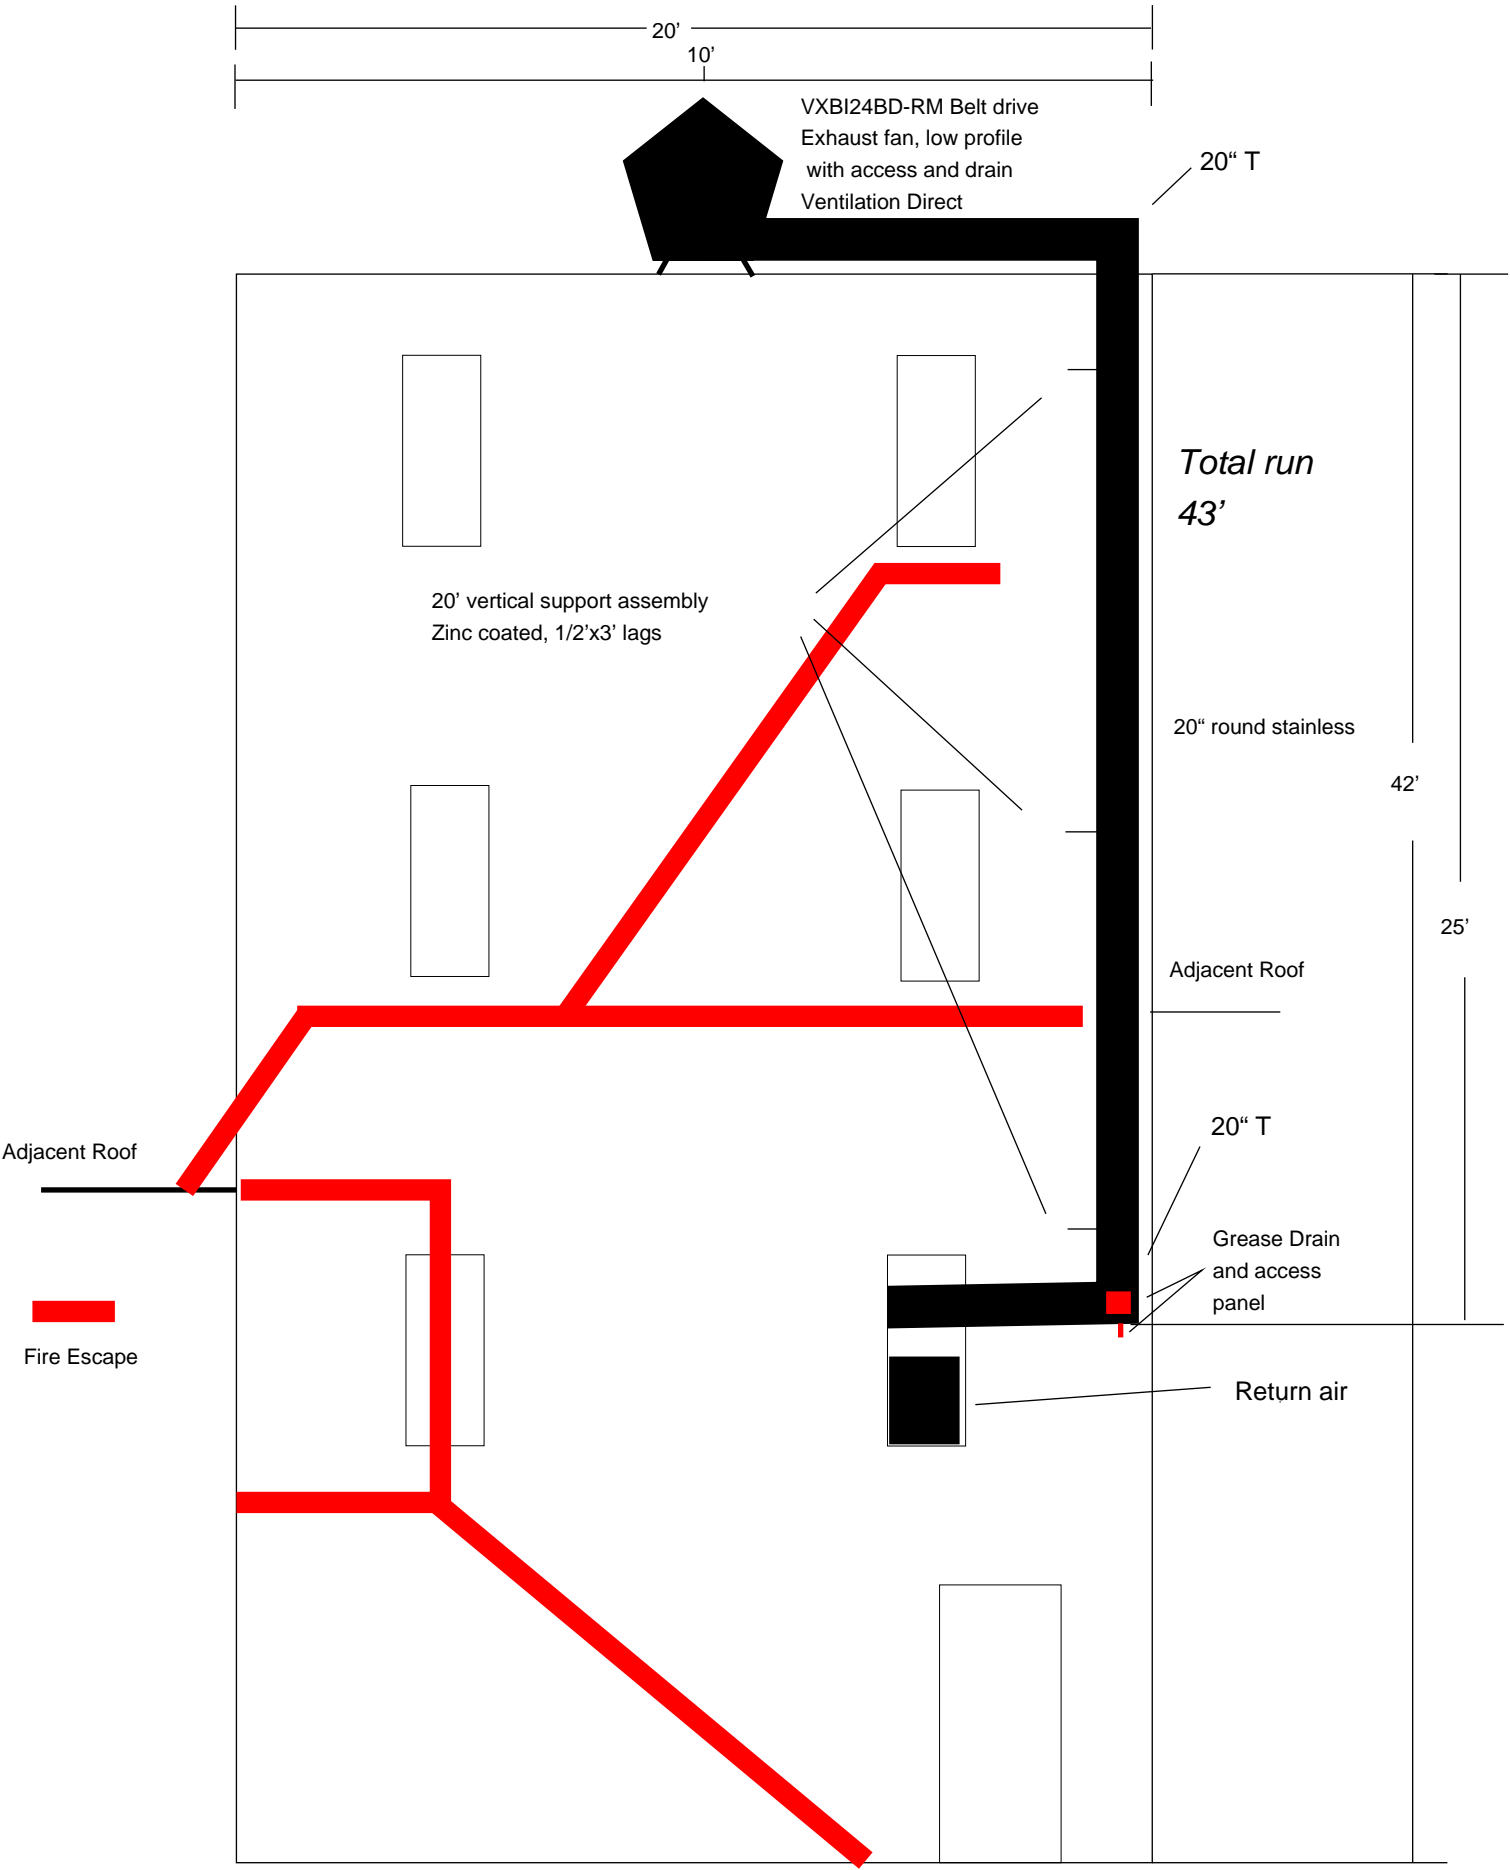 20’
10’
VXBI24BD-RM Belt drive
Exhaust fan, low profile
with access and drain
Ventilation Direct
20“ T
Total run
43’
20’ vertical support assembly
Zinc coated, 1/2’x3’ lags
20“ round stainless
42’
25’
Adjacent Roof
20“ T
Adjacent Roof
Grease Drain
and access
panel
Fire Escape
Return air